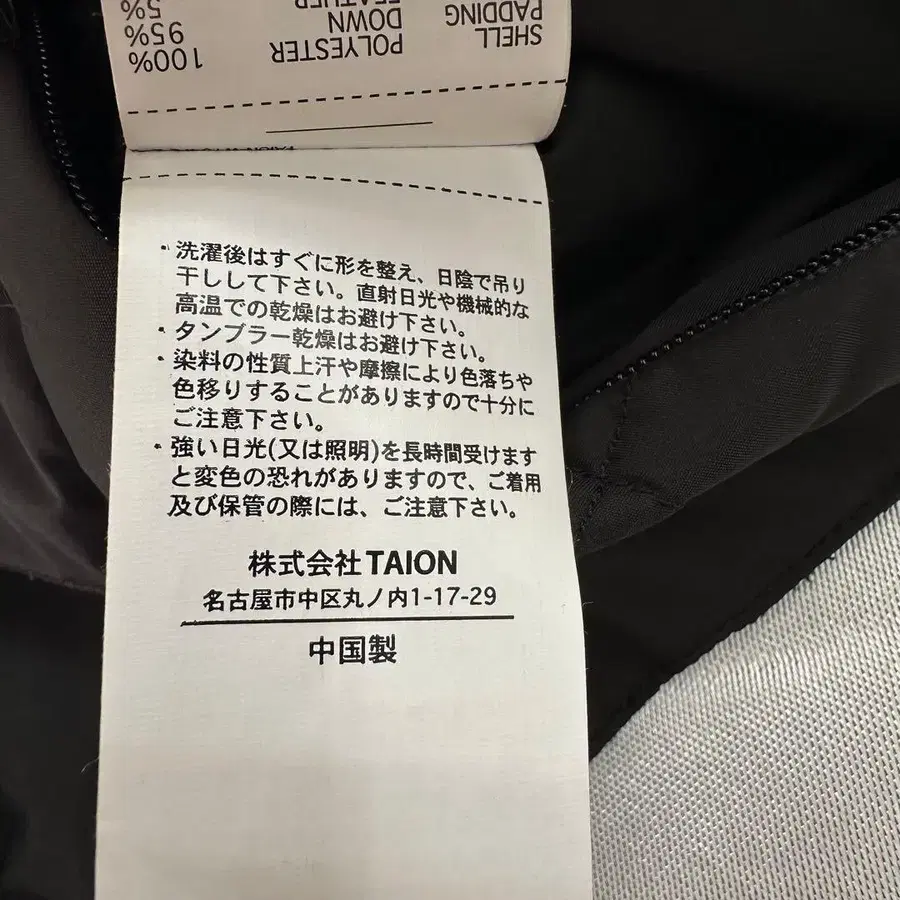 SHELL POLYESTER 100%
PADDING DOWN 95%
FEATHER 5%
・洗濯後はすぐに形を整え、日陰で吊り
干しして下さい。直射日光や機械的な
高温での乾燥はお避け下さい。
・タンブラー乾燥はお避け下さい。
・染料の性質上汗や摩擦により色落ちや
色移りすることがありますので十分に
ご注意下さい。
・強い日光(又は照明)を長時間受けます
と変色の恐れがありますので、ご着用
及び保管の際には、ご注意下さい。
株式会社 TAION
名古屋市中区丸ノ内1-17-29
中国製